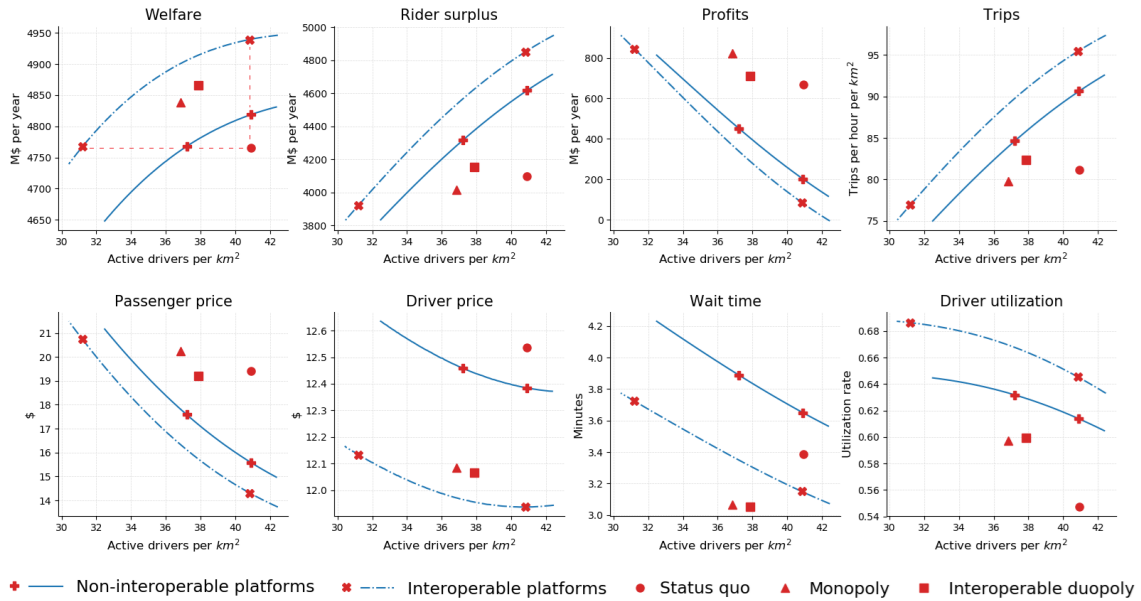 Welfare
M$ per year
4950
4900
4850
4800
4750
4700
4650
30 32 34 36 38 40 42
Active drivers per km²
Rider surplus
M$ per year
5000
4800
4600
4400
4200
4000
3800
30 32 34 36 38 40 42
Active drivers per km²
Profits
M$ per year
800
600
400
200
0
30 32 34 36 38 40 42
Active drivers per km²
Trips
Trips per hour per km²
95
90
85
80
75
30 32 34 36 38 40 42
Active drivers per km²
Passenger price
$
21
20
19
18
17
16
15
14
30 32 34 36 38 40 42
Active drivers per km²
Driver price
$
12.6
12.5
12.4
12.3
12.2
12.1
12.0
30 32 34 36 38 40 42
Active drivers per km²
Wait time
Minutes
4.2
4.0
3.8
3.6
3.4
3.2
3.0
30 32 34 36 38 40 42
Active drivers per km²
Driver utilization
Utilization rate
0.68
0.66
0.64
0.62
0.60
0.58
0.56
0.54
30 32 34 36 38 40 42
Active drivers per km²
Non-interoperable platforms Interoperable platforms Status quo Monopoly Interoperable duopoly